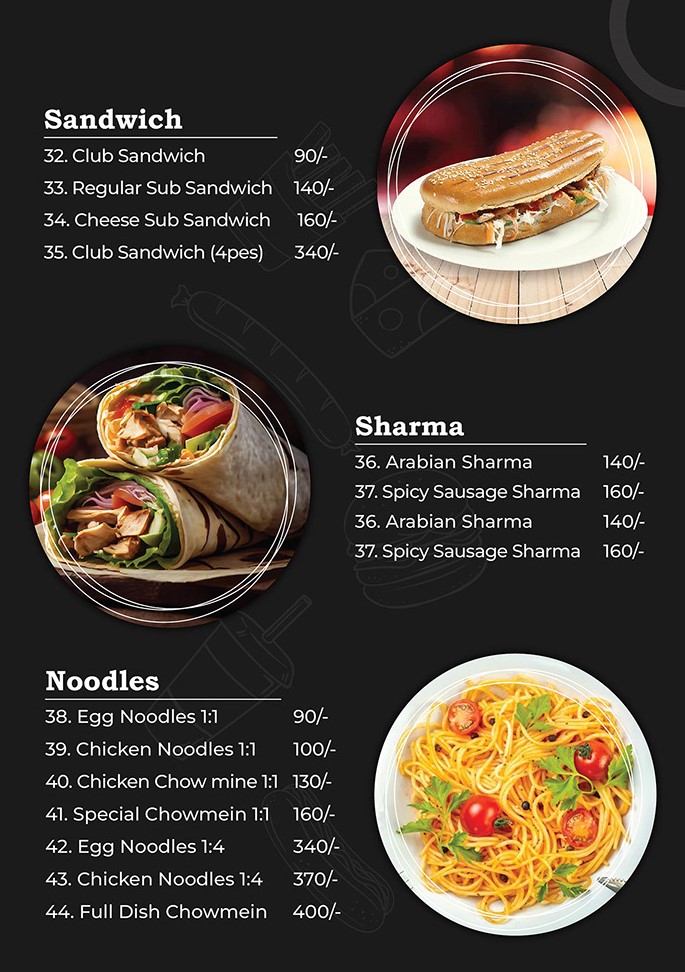 Sandwich
32. Club Sandwich 90/-
33. Regular Sub Sandwich 140/-
34. Cheese Sub Sandwich 160/-
35. Club Sandwich (4pes) 340/-
Sharma
36. Arabian Sharma 140/-
37. Spicy Sausage Sharma 160/-
36. Arabian Sharma 140/-
37. Spicy Sausage Sharma 160/-
Noodles
38. Egg Noodles 1:1 90/-
39. Chicken Noodles 1:1 100/-
40. Chicken Chow mine 1:1 130/-
41. Special Chowmein 1:1 160/-
42. Egg Noodles 1:4 340/-
43. Chicken Noodles 1:4 370/-
44. Full Dish Chowmein 400/-